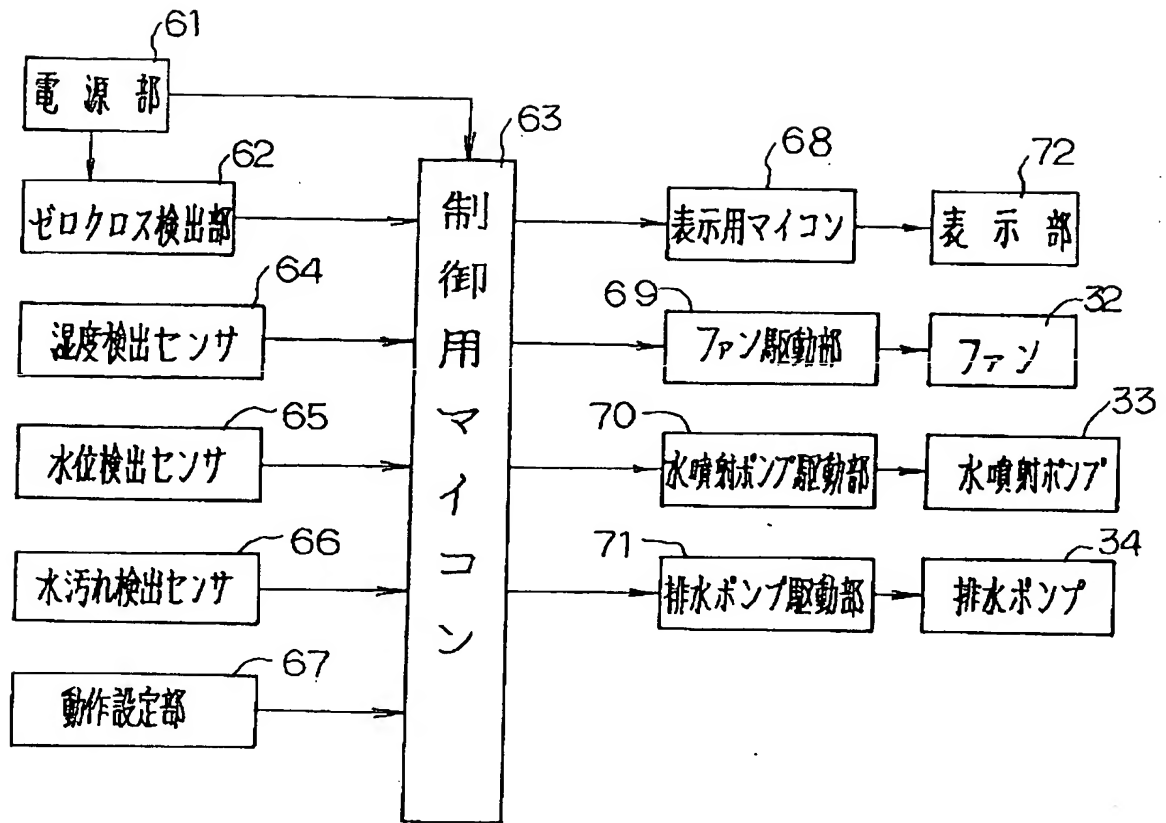 61
電源部
62
ゼロクロス検出部
64
湿度検出センサ
65
水位検出センサ
66
水汚れ検出センサ
67
動作設定部
63
制御用マイコン
68
表示用マイコン
72
表示部
69
ファン駆動部
32
ファン
70
水噴射ポンプ駆動部
33
水噴射ポンプ
71
排水ポンプ駆動部
34
排水ポンプ